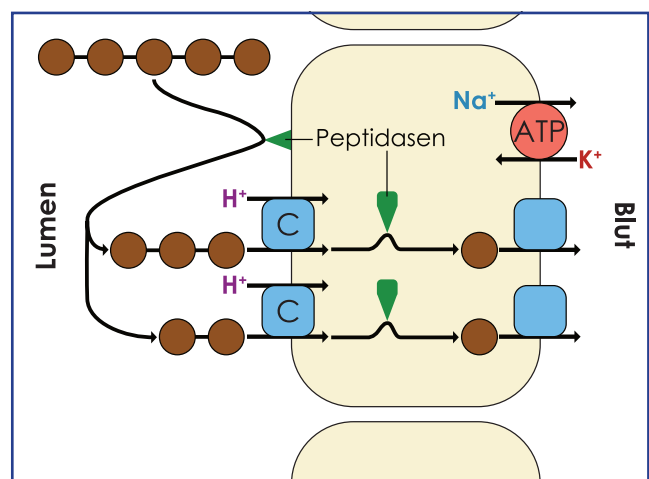 Na⁺
ATP
K⁺
Peptidasen
H⁺
C
H⁺
C
Lumen
Blut